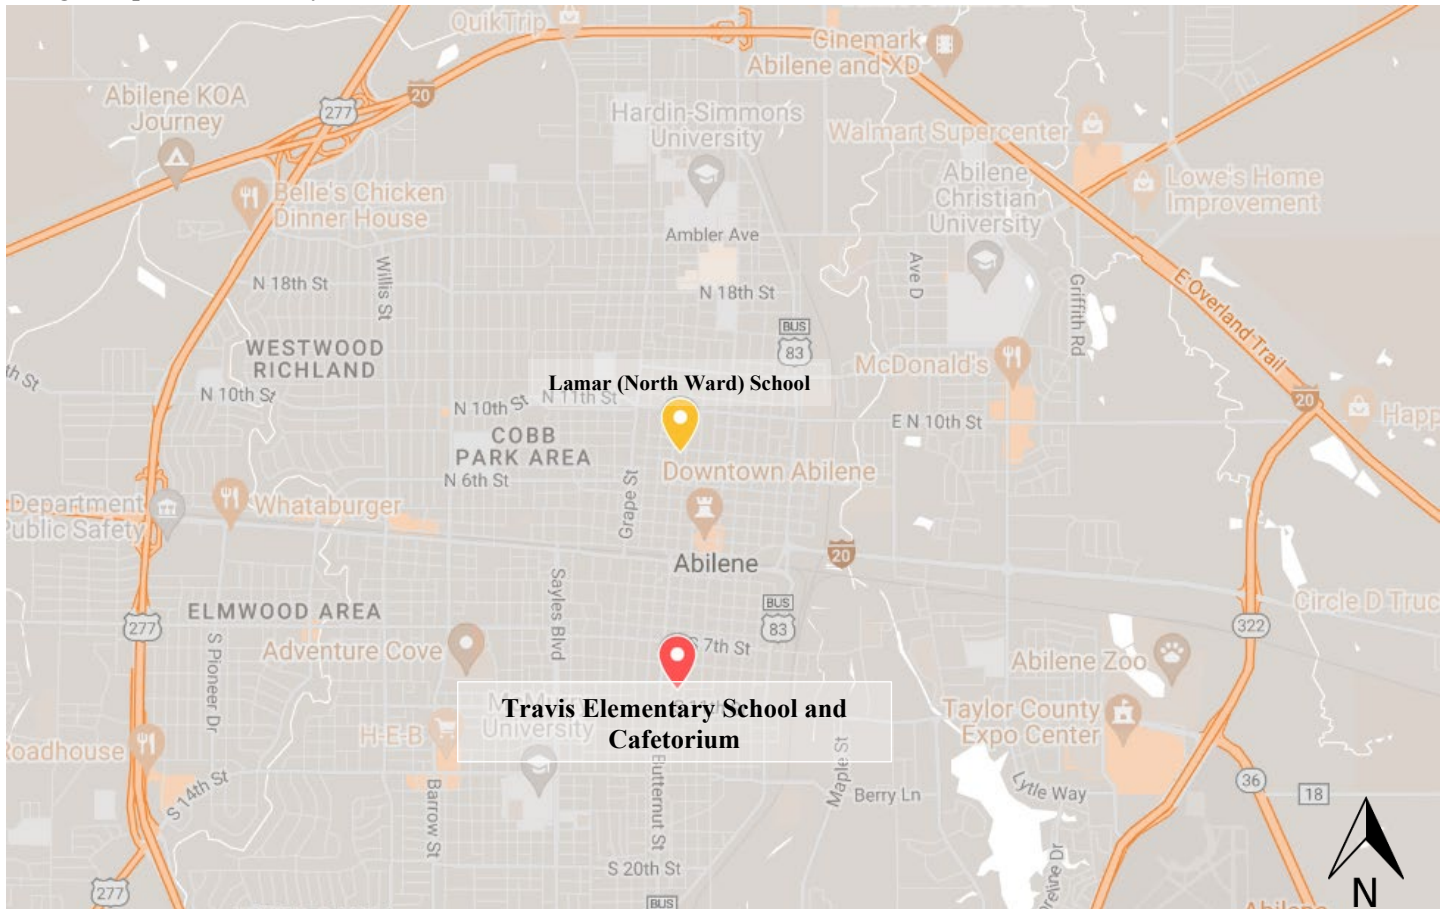 QuikTrip
Cinemark
Abilene and XD
277
20
Abilene KOA
Journey
Hardin-Simmons
University
Walmart Supercenter
Abilene
Christian
University
Lowe's Home
Improvement
Belle's Chicken
Dinner House
Ambler Ave
Willis St
N 18th St
N 18th St
Ave D
Griffith Rd
E Overland Trail
BUS
83
WESTWOOD
RICHLAND
McDonald's
th St
N 10th St
Lamar (North Ward) School
N 11th St
N 10th St
E N 10th St
20
Happ
COBB
PARK AREA
N 6th St
Grape St
Downtown Abilene
Department
Public Safety
Whataburger
Abilene
20
Sayles Blvd
BUS
83
ELMWOOD AREA
277
S Pioneer Dr
Adventure Cove
S 7th St
Abilene Zoo
Circle D Truc
322
Travis Elementary School and
Cafetorium
University
Taylor County
Expo Center
Roadhouse
H-E-B
S 14th St
Barrow St
Butternut St
Maple St
Berry Ln
Lytle Way
36
18
S 20th St
277
BUS
N